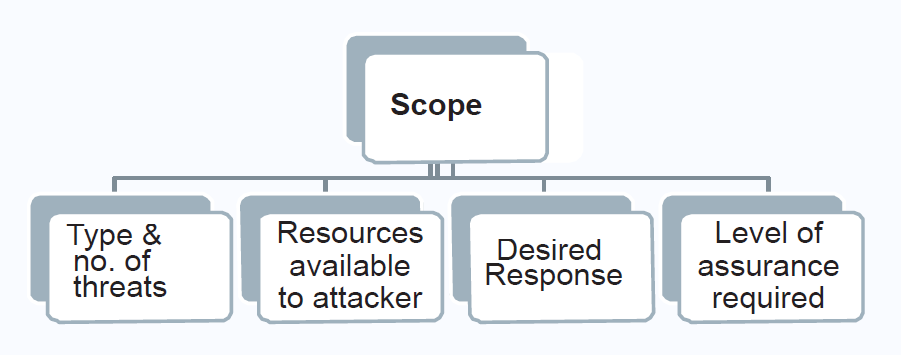 Scope
Type &
no. of
threats
Resources
available
to attacker
Desired
Response
Level of
assurance
required